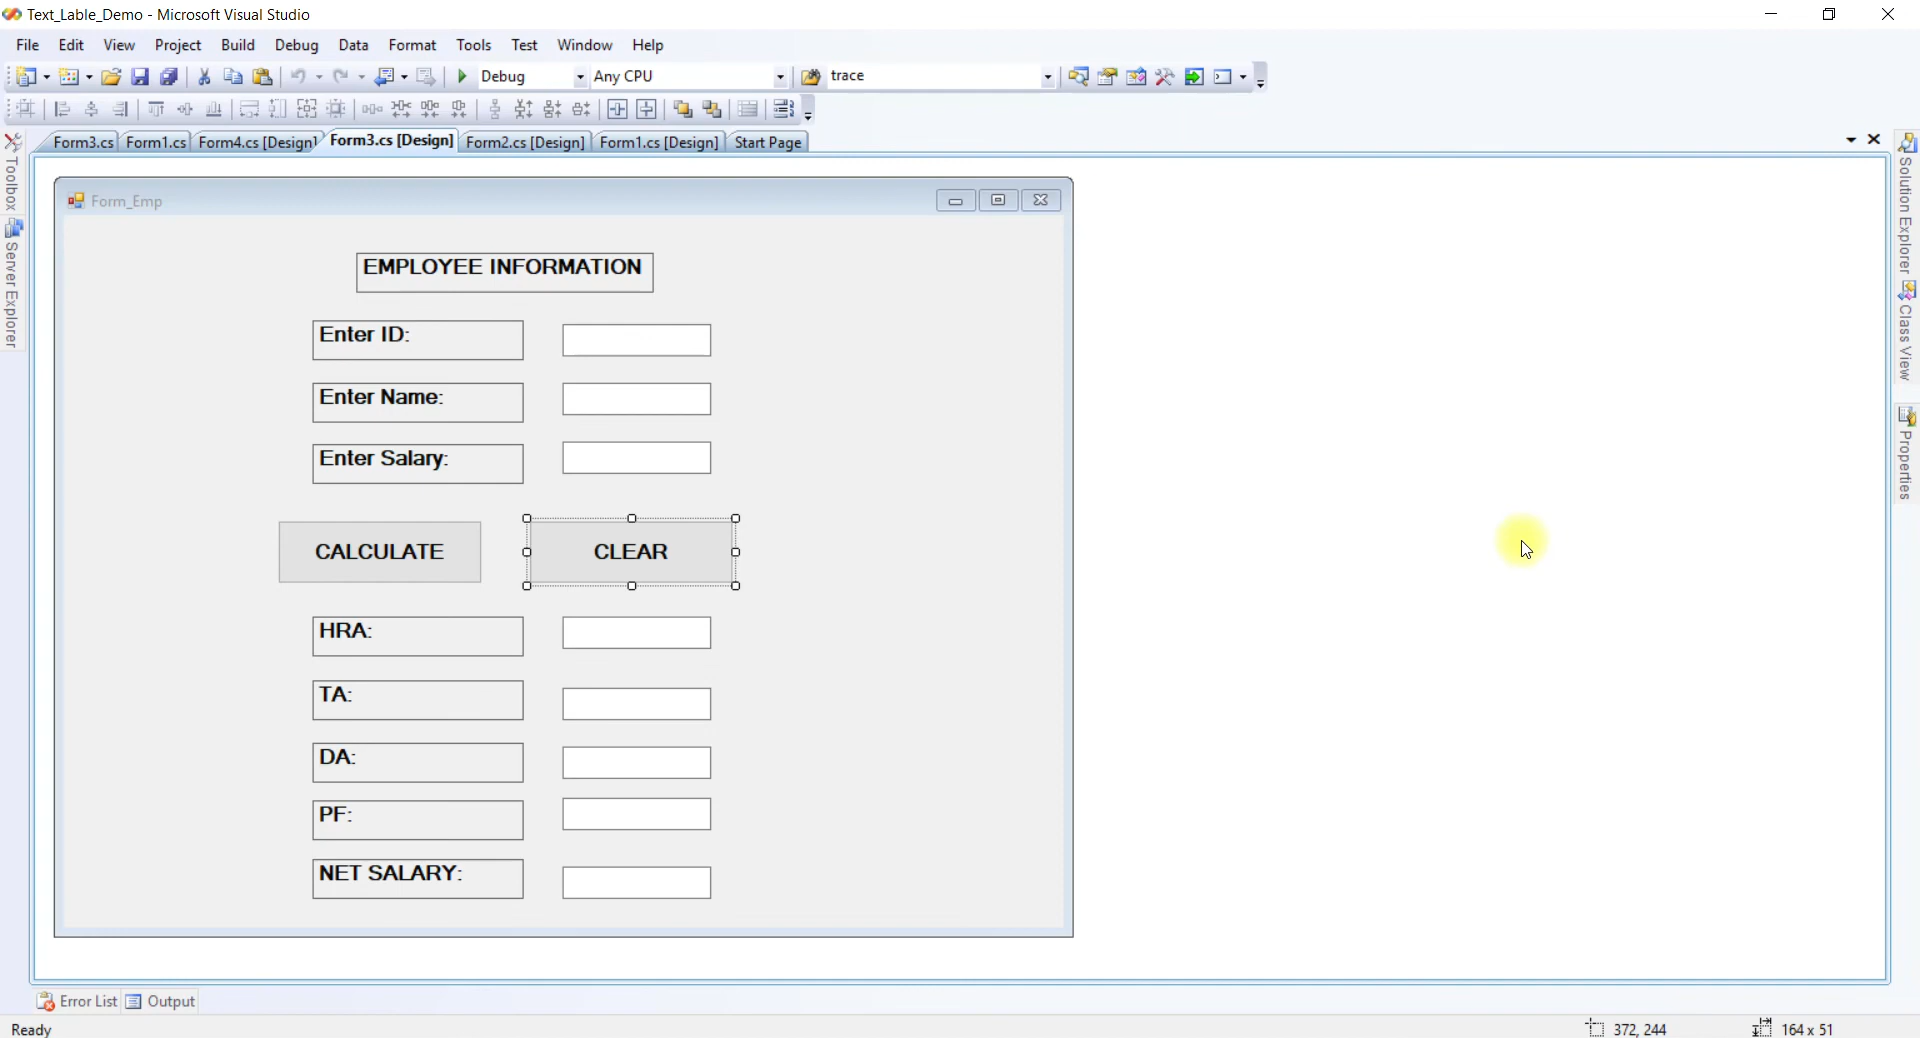 Text_Lable_Demo - Microsoft Visual Studio
File Edit View Project Build Debug Data Format Tools Test Window Help
Debug Any CPU trace
Form3.cs Form1.cs Form4.cs [Design] Form3.cs [Design] Form2.cs [Design] Form1.cs [Design] Start Page
Toolbox
Server Explorer
Solution Explorer
Class View
Properties
Form_Emp
EMPLOYEE INFORMATION
Enter ID:
Enter Name:
Enter Salary:
CALCULATE CLEAR
HRA:
TA:
DA:
PF:
NET SALARY:
Error List Output
Ready 372, 244 164 x 51